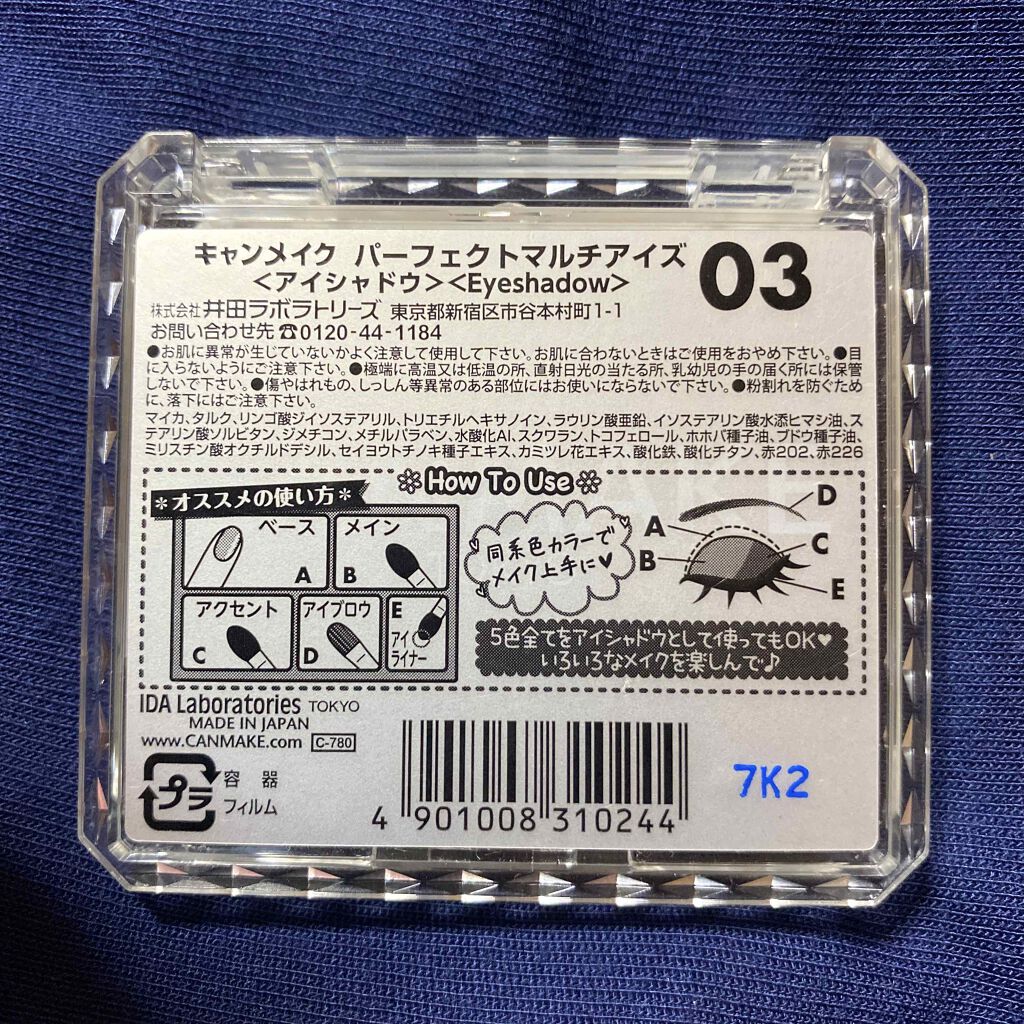 キャンメイク パーフェクトマルチアイズ
<アイシャドウ><Eyeshadow>
03
株式会社 井田ラボラトリーズ 東京都新宿区市谷本村町1-1
お問い合わせ先☎0120-44-1184
●お肌に異常が生じていないかよく注意して使用して下さい。お肌に合わないときはご使用をおやめ下さい。●目
に入らないようにご注意下さい。●極端に高温又は低温の所、直射日光の当たる所、乳幼児の手の届く所には保管
しないで下さい。●傷やはれもの、しっしん等異常のある部位にはお使いにならないで下さい。●粉割れを防ぐため
に、落下にはご注意下さい。
マイカ、タルク、リンゴ酸ジイソステアリル、トリエチルヘキサノイン、ラウリン酸亜鉛、イソステアリン酸水添ヒマシ油、ス
テアリン酸ソルビタン、ジメチコン、メチルパラベン、水酸化Al、スクワラン、トコフェロール、ホホバ種子油、ブドウ種子油、
ミリスチン酸オクチルドデシル、セイヨウトチノキ種子エキス、カミツレ花エキス、酸化鉄、酸化チタン、赤202、赤226
How To Use
*オススメの使い方*
ベース
A
メイン
B
アクセント
C
アイブロウ
D
E
アイ
ライナー
同系色カラーで
メイク上手に♥
A
B
D
C
E
5色全てをアイシャドウとして使ってもOK♥
いろいろなメイクを楽しんで♪
IDA Laboratories TOKYO
MADE IN JAPAN
www.CANMAKE.com C-780
プラ
容器
フィルム
4 901008 310244
7K2